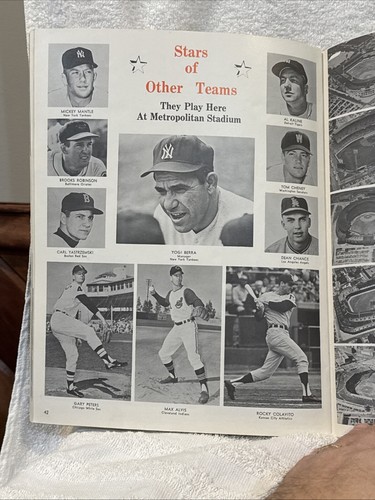 Stars
of
Other Teams
They Play Here
At Metropolitan Stadium
MICKEY MANTLE
New York Yankees
AL KALINE
Detroit Tigers
BROOKS ROBINSON
Baltimore Orioles
TOM CHENEY
Washington Senators
CARL YASTRZEMSKI
Boston Red Sox
YOGI BERRA
Manager
New York Yankees
DEAN CHANCE
Los Angeles Angels
GARY PETERS
Chicago White Sox
MAX ALVIS
Cleveland Indians
ROCKY COLAVITO
Kansas City Athletics
42